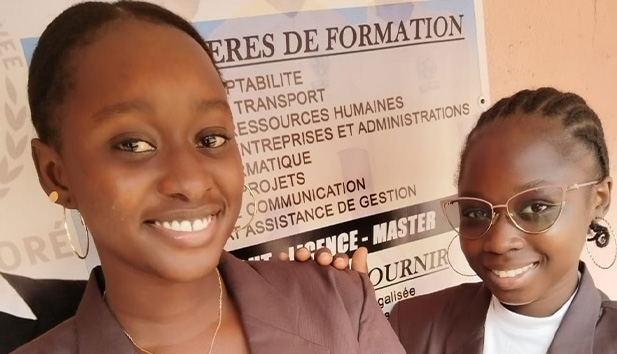 ERES DE FORMATION
PTABILITE
TRANSPORT
ESSOURCES HUMAINES
ENTREPRISES ET ADMINISTRATIONS
RMATIQUE
PROJETS
COMMUNICATION
T ASSISTANCE DE GESTION
LICENCE - MASTER
OURNIR
galisée